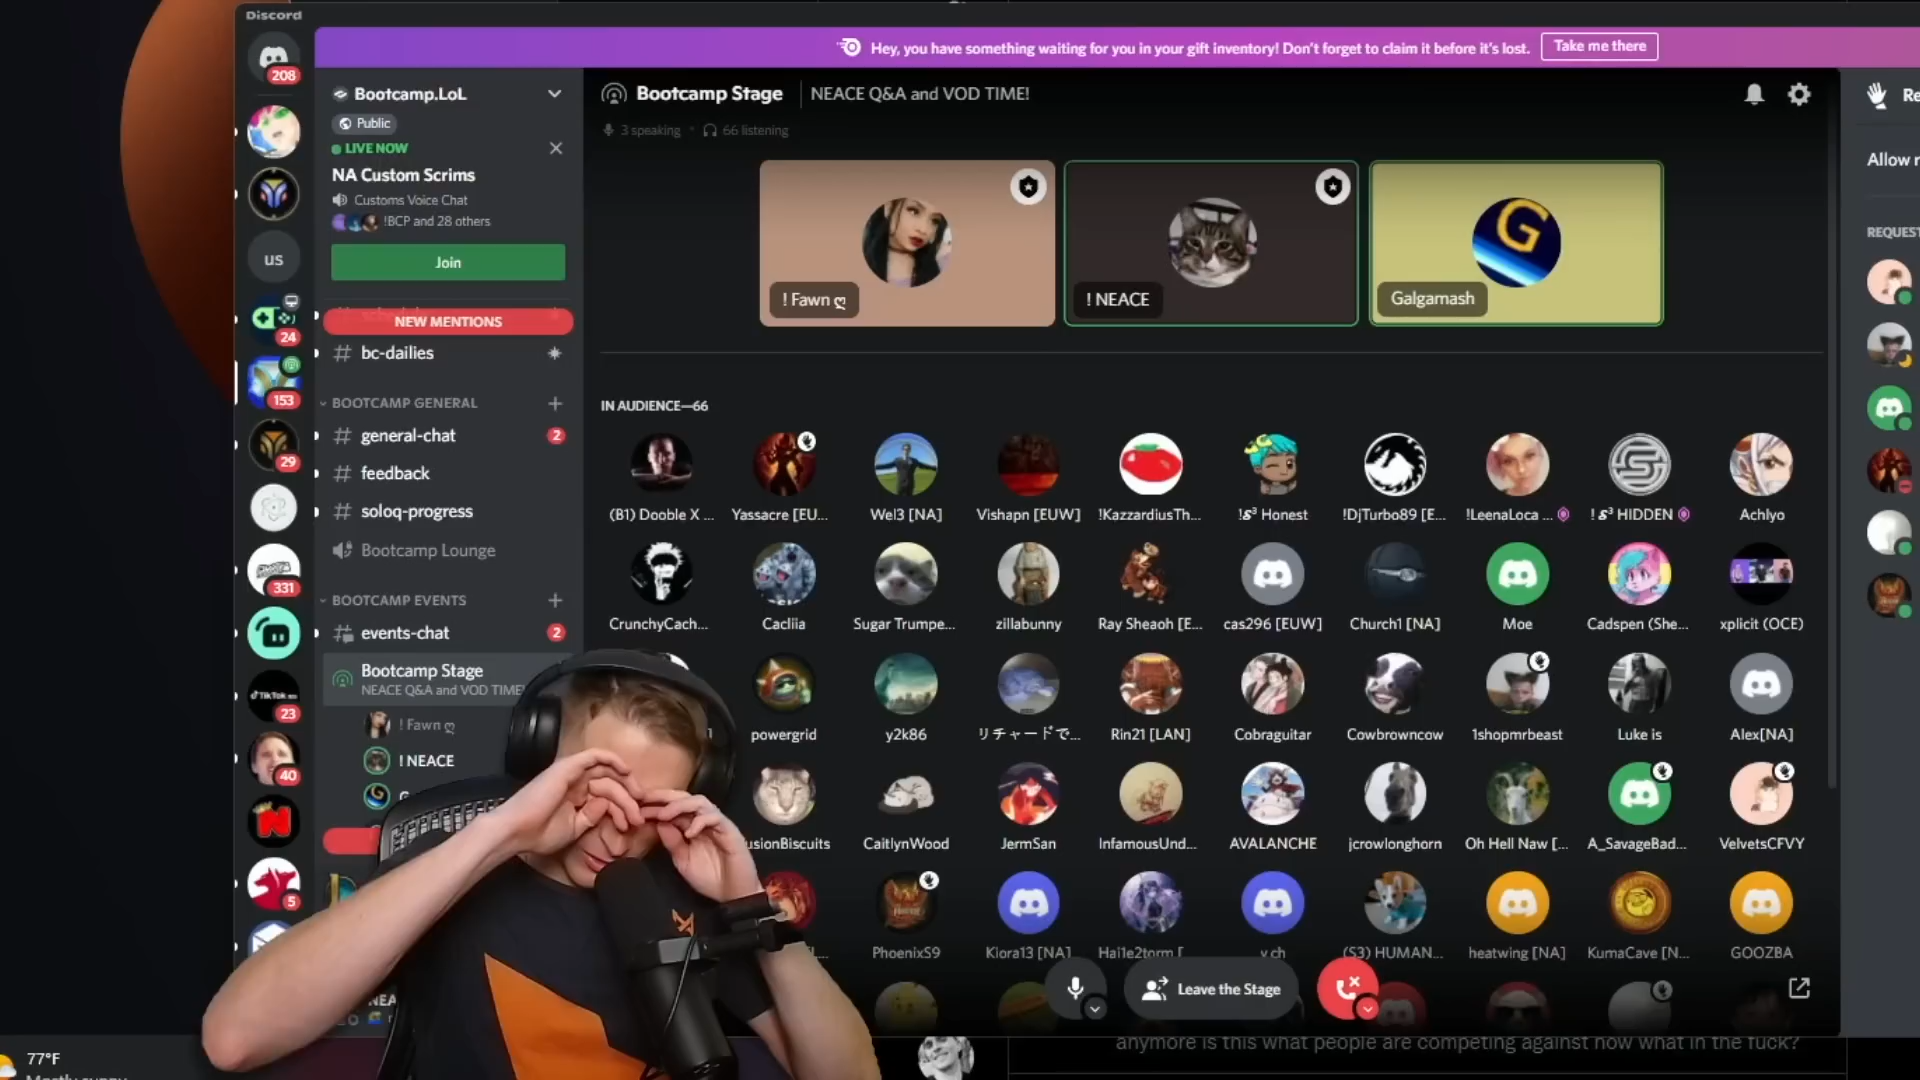 Discord
Hey, you have something waiting for you in your gift inventory! Don't forget to claim it before it's lost.
Take me there
208
Bootcamp.LoL
Public
LIVE NOW
NA Custom Scrims
Customs Voice Chat
!BCP and 28 others
Join
us
NEW MENTIONS
24
bc-dailies
153
BOOTCAMP GENERAL
general-chat
2
29
feedback
soloq-progress
Bootcamp Lounge
331
BOOTCAMP EVENTS
events-chat
2
Bootcamp Stage
NEACE Q&A and VOD TIME!
TikTok
23
! Fawn ღ
! NEACE
40
5
77°F
Mostly sunny
Bootcamp Stage
NEACE Q&A and VOD TIME!
3 speaking
66 listening
! Fawn ღ
! NEACE
Galgamash
IN AUDIENCE—66
(B1) Dooble X ...
Yassacre [EU...
Wel3 [NA]
Vishapn [EUW]
!KazzardiusTh...
!𝓢³ Honest
!DjTurbo89 [E...
!LeenaLoca ...
!𝓢³ HIDDEN
Achlyo
CrunchyCach...
Cacliia
Sugar Trumpe...
zillabunny
Ray Sheaoh [E...
cas296 [EUW]
Church1 [NA]
Moe
Cadspen (She...
xplicit (OCE)
powergrid
y2k86
リチャードで...
Rin21 [LAN]
Cobraguitar
Cowbrowncow
1shopmrbeast
Luke is
Alex[NA]
usionBiscuits
CaitlynWood
JermSan
InfamousUnd...
AVALANCHE
jcrowlonghorn
Oh Hell Naw [...
A_SavageBad...
VelvetsCFVY
PhoenixS9
Kiora13 [NA]
Hai1e2torm [
v ch
(S3) HUMAN...
heatwing [NA]
KumaCave [N...
GOOZBA
Leave the Stage
Re
Allow r
REQUEST
anymore is this what people are competing against now what in the fuck?